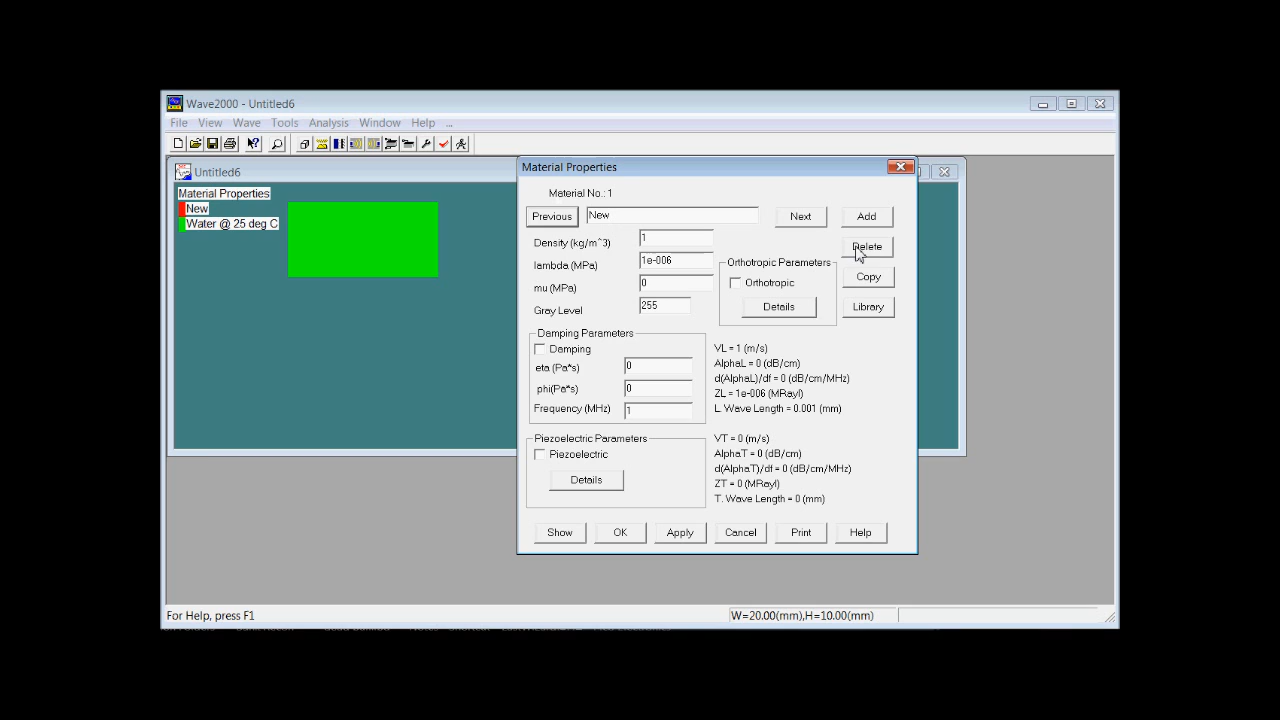 Wave2000 - Untitled6
File View Wave Tools Analysis Window Help ...
Untitled6
Material Properties
New
Water @ 25 deg C
Material Properties
Material No.: 1
Previous New Next Add
Density (kg/m^3) 1 Delete
lambda (MPa) 1e-006 Orthotropic Parameters
mu (MPa) 0 Orthotropic Copy
Gray Level 255 Details Library
Damping Parameters
Damping
eta (Pa*s) 0
phi(Pa*s) 0
Frequency (MHz) 1
VL = 1 (m/s)
AlphaL = 0 (dB/cm)
d(AlphaL)/df = 0 (dB/cm/MHz)
ZL = 1e-006 (MRayl)
L. Wave Length = 0.001 (mm)
Piezoelectric Parameters
Piezoelectric
Details
VT = 0 (m/s)
AlphaT = 0 (dB/cm)
d(AlphaT)/df = 0 (dB/cm/MHz)
ZT = 0 (MRayl)
T. Wave Length = 0 (mm)
Show OK Apply Cancel Print Help
For Help, press F1 W=20.00(mm),H=10.00(mm)